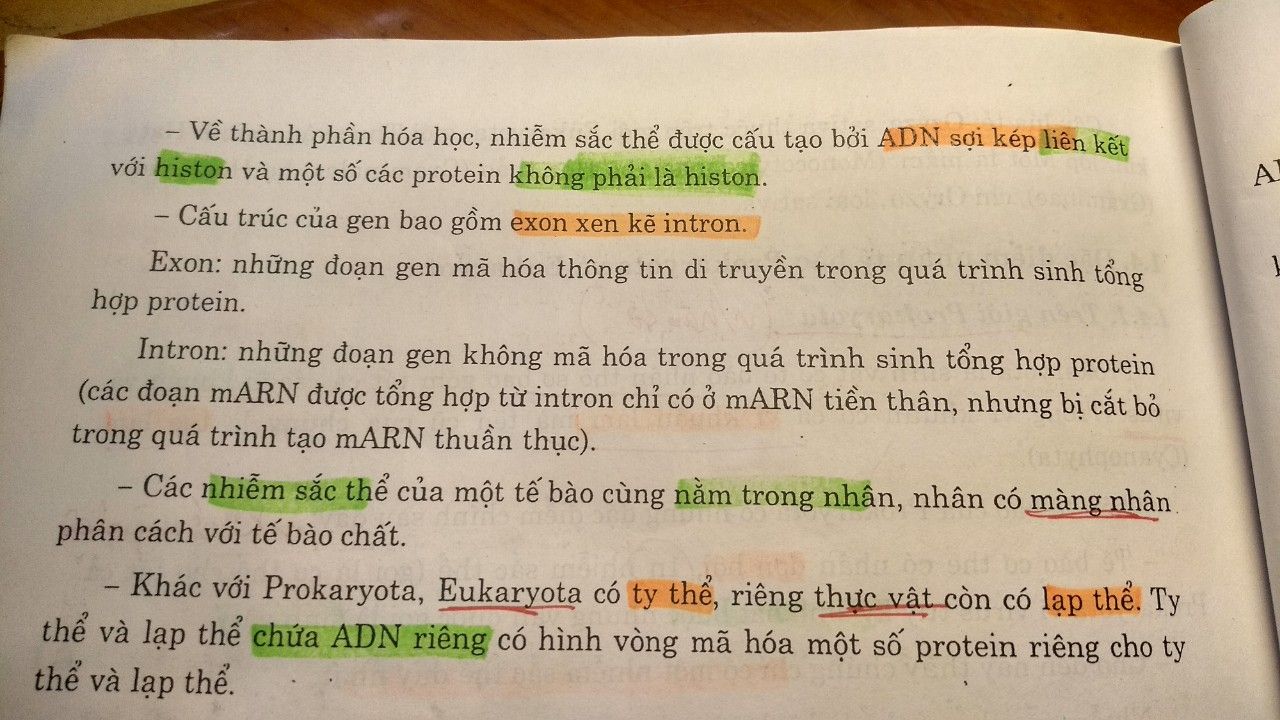 – Về thành phần hóa học, nhiễm sắc thể được cấu tạo bởi ADN sợi kép liên kết
với histon và một số các protein không phải là histon.
– Cấu trúc của gen bao gồm exon xen kẽ intron.
Exon: những đoạn gen mã hóa thông tin di truyền trong quá trình sinh tổng
hợp protein.
Intron: những đoạn gen không mã hóa trong quá trình sinh tổng hợp protein
(các đoạn mARN được tổng hợp từ intron chỉ có ở mARN tiền thân, nhưng bị cắt bỏ
trong quá trình tạo mARN thuần thục).
– Các nhiễm sắc thể của một tế bào cùng nằm trong nhân, nhân có màng nhân
phân cách với tế bào chất.
– Khác với Prokaryota, Eukaryota có ty thể, riêng thực vật còn có lạp thể. Ty
thể và lạp thể chứa ADN riêng có hình vòng mã hóa một số protein riêng cho ty
thể và lạp thể.